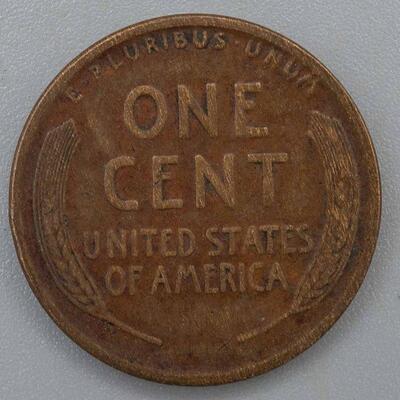 E·PLURIBUS·UNUM
ONE
CENT
UNITED STATES
OF AMERICA